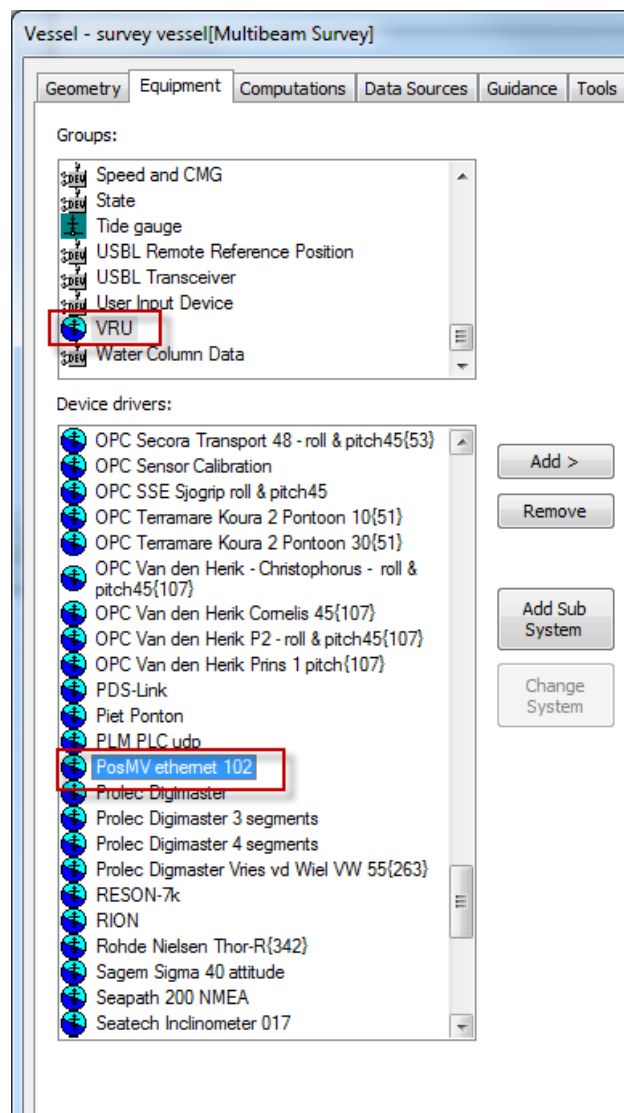 Vessel - survey vessel[Multibeam Survey]
Geometry Equipment Computations Data Sources Guidance Tools
Groups:
Speed and CMG
State
Tide gauge
USBL Remote Reference Position
USBL Transceiver
User Input Device
VRU
Water Column Data
Device drivers:
OPC Secora Transport 48 - roll & pitch45{53}
OPC Sensor Calibration
OPC SSE Sjogrip roll & pitch45
OPC Terramare Koura 2 Pontoon 10{51}
OPC Terramare Koura 2 Pontoon 30{51}
OPC Van den Herik - Christophorus - roll &
pitch45{107}
OPC Van den Herik Cornelis 45{107}
OPC Van den Herik P2 - roll & pitch45{107}
OPC Van den Herik Prins 1 pitch{107}
PDS-Link
Piet Ponton
PLM PLC udp
PosMV ethernet 102
Prolec Digimaster
Prolec Digimaster 3 segments
Prolec Digimaster 4 segments
Prolec Digmaster Vries vd Wiel VW 55{263}
RESON-7k
RION
Rohde Nielsen Thor-R{342}
Sagem Sigma 40 attitude
Seapath 200 NMEA
Seatech Inclinometer 017
Add >
Remove
Add Sub
System
Change
System